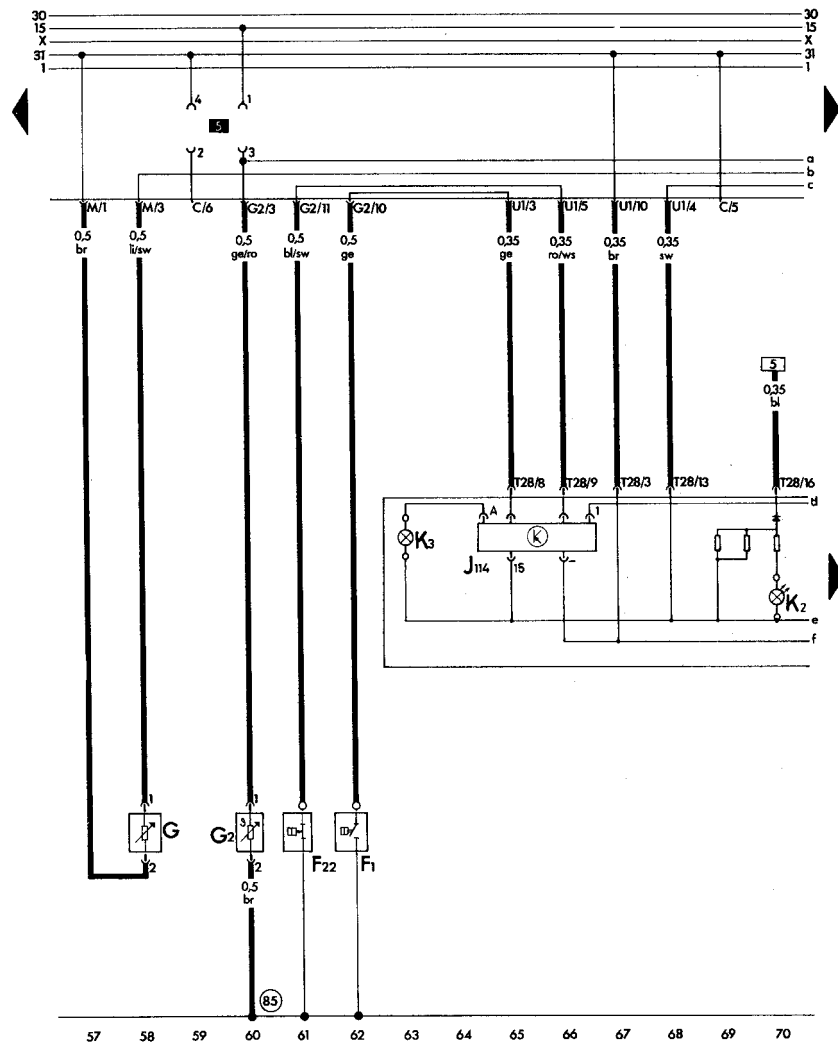 30 30
15 15
X X
31 31
1 1
4 1
5
2 3
a
b
c
M/1 M/3 C/6 G2/3 G2/11 G2/10 U1/3 U1/5 U1/10 U1/4 C/5
0,5 0,5 0,5 0,5 0,5 0,35 0,35 0,35 0,35
br li/sw ge/ro bl/sw ge ge ro/ws br sw
5
0,35
bl
T28/8 T28/9 T28/3 T28/13 T28/16
A 1 d
K3 K
J114 15 -
K2
e
f
1 1
G G2 3
2 2 F22 F1
0,5
br
85
57 58 59 60 61 62 63 64 65 66 67 68 69 70